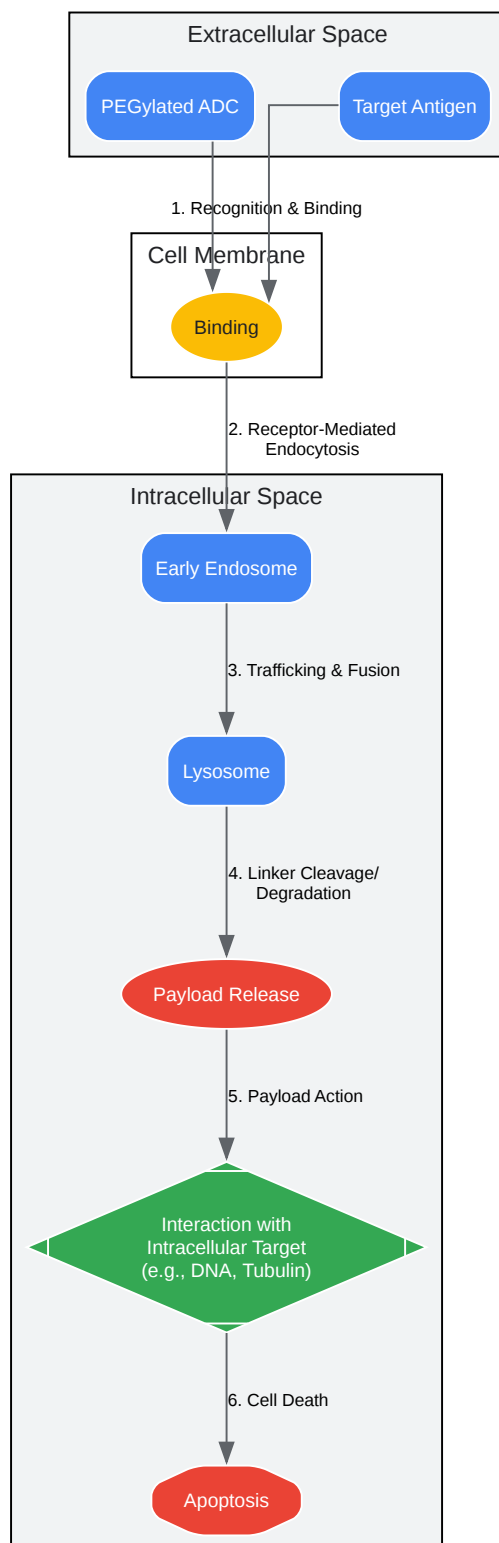 Extracellular Space
PEGylated ADC
Target Antigen
1. Recognition & Binding
Cell Membrane
Binding
2. Receptor-Mediated
Endocytosis
Intracellular Space
Early Endosome
3. Trafficking & Fusion
Lysosome
4. Linker Cleavage/
Degradation
Payload Release
5. Payload Action
Interaction with
Intracellular Target
(e.g., DNA, Tubulin)
6. Cell Death
Apoptosis